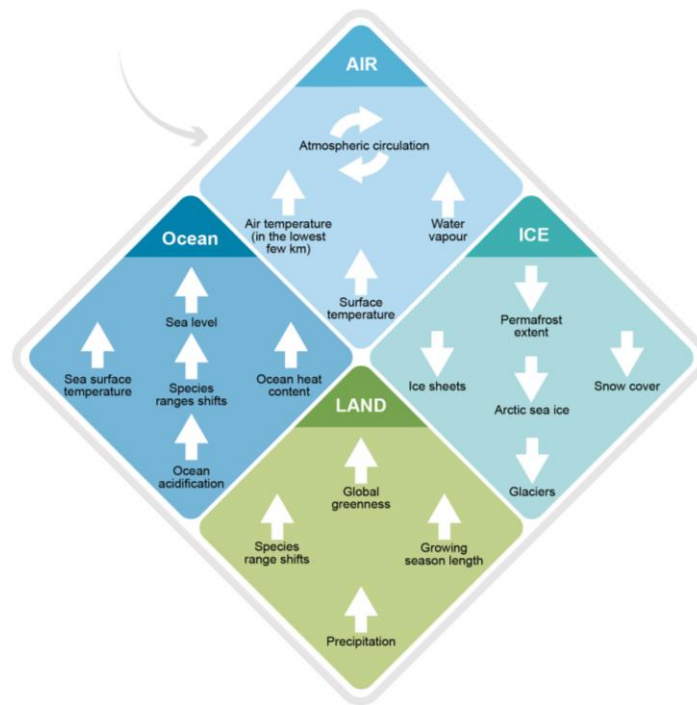 AIR
Atmospheric circulation
Air temperature
(in the lowest
few km)
Water
vapour
Surface
temperature
Ocean
Sea level
Sea surface
temperature
Species
ranges shifts
Ocean heat
content
Ocean
acidification
ICE
Permafrost
extent
Ice sheets
Snow cover
Arctic sea ice
Glaciers
LAND
Global
greenness
Species
range shifts
Growing
season length
Precipitation